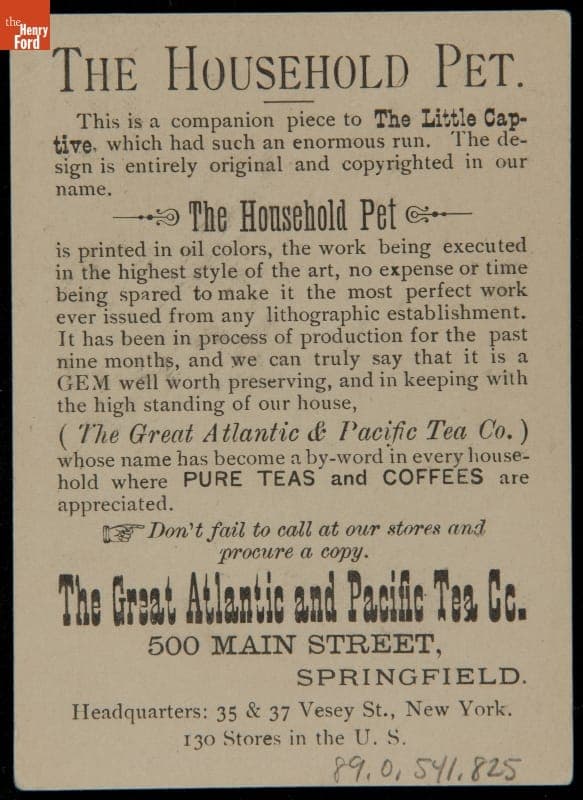 the
Henry
Ford
THE HOUSEHOLD PET.
This is a companion piece to The Little Cap-
tive, which had such an enormous run. The de-
sign is entirely original and copyrighted in our
name.
The Household Pet
is printed in oil colors, the work being executed
in the highest style of the art, no expense or time
being spared to make it the most perfect work
ever issued from any lithographic establishment.
It has been in process of production for the past
nine months, and we can truly say that it is a
GEM well worth preserving, and in keeping with
the high standing of our house,
(The Great Atlantic & Pacific Tea Co.)
whose name has become a by-word in every house-
hold where PURE TEAS and COFFEES are
appreciated.
Don't fail to call at our stores and
procure a copy.
The Great Atlantic and Pacific Tea Co.
500 MAIN STREET,
SPRINGFIELD.
Headquarters: 35 & 37 Vesey St., New York.
130 Stores in the U. S.
89.0.541.825